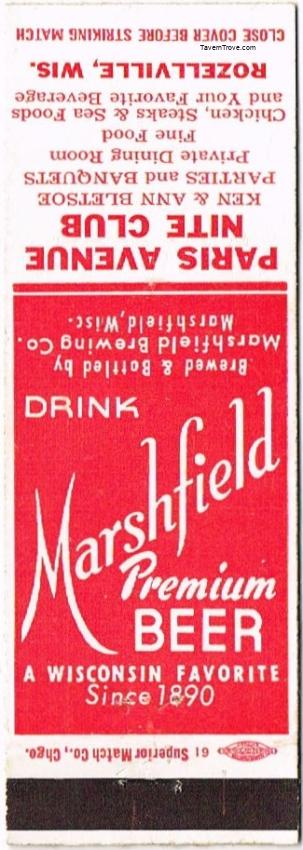 TavernTrove.com
CLOSE COVER BEFORE STRIKING MATCH
PARIS AVENUE
NITE CLUB
KEN & ANN BLETSOE
PARTIES and BANQUETS
Private Dining Room
Fine Food
Chicken, Steaks & Sea Foods
and Your Favorite Beverage
ROZELLVILLE, WIS.
Brewed & Bottled by
Marshfield Brewing Co.
Marshfield, Wisc.
DRINK
Marshfield
Premium
BEER
A WISCONSIN FAVORITE
Since 1890
61 Superior Match Co., Chgo.